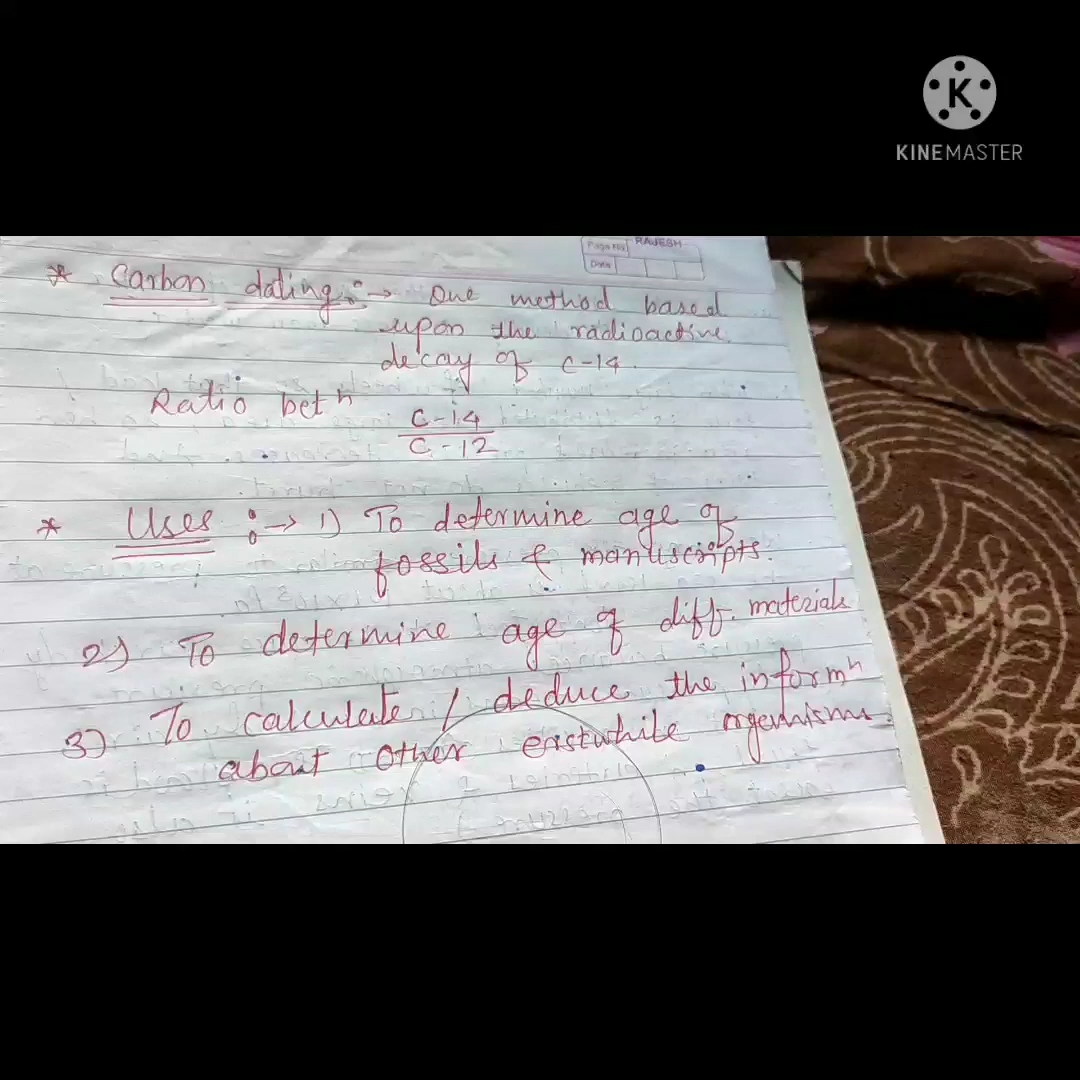 KINEMASTER
Page No.
RAJESH
Date
* Carbon dating :→ One method based
upon the radioactive
decay of C-14.
Ratio betⁿ C-14
C-12
* Uses :→ 1) To determine age of
fossils & manuscripts.
2) To determine age of diff. materials
3) To calculate / deduce the informⁿ
about other erstwhile organisms.